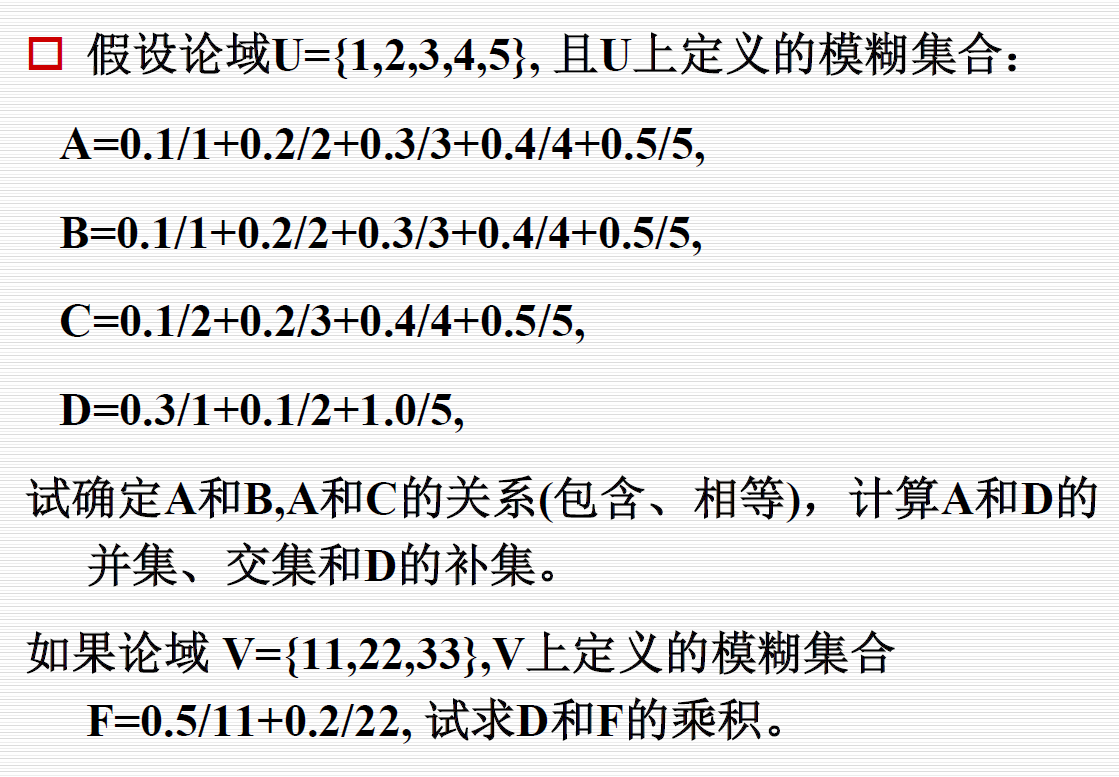 假设论域U={1,2,3,4,5}, 且U上定义的模糊集合：
A=0.1/1+0.2/2+0.3/3+0.4/4+0.5/5,
B=0.1/1+0.2/2+0.3/3+0.4/4+0.5/5,
C=0.1/2+0.2/3+0.4/4+0.5/5,
D=0.3/1+0.1/2+1.0/5,
试确定A和B,A和C的关系(包含、相等)，计算A和D的
并集、交集和D的补集。
如果论域 V={11,22,33},V上定义的模糊集合
F=0.5/11+0.2/22, 试求D和F的乘积。